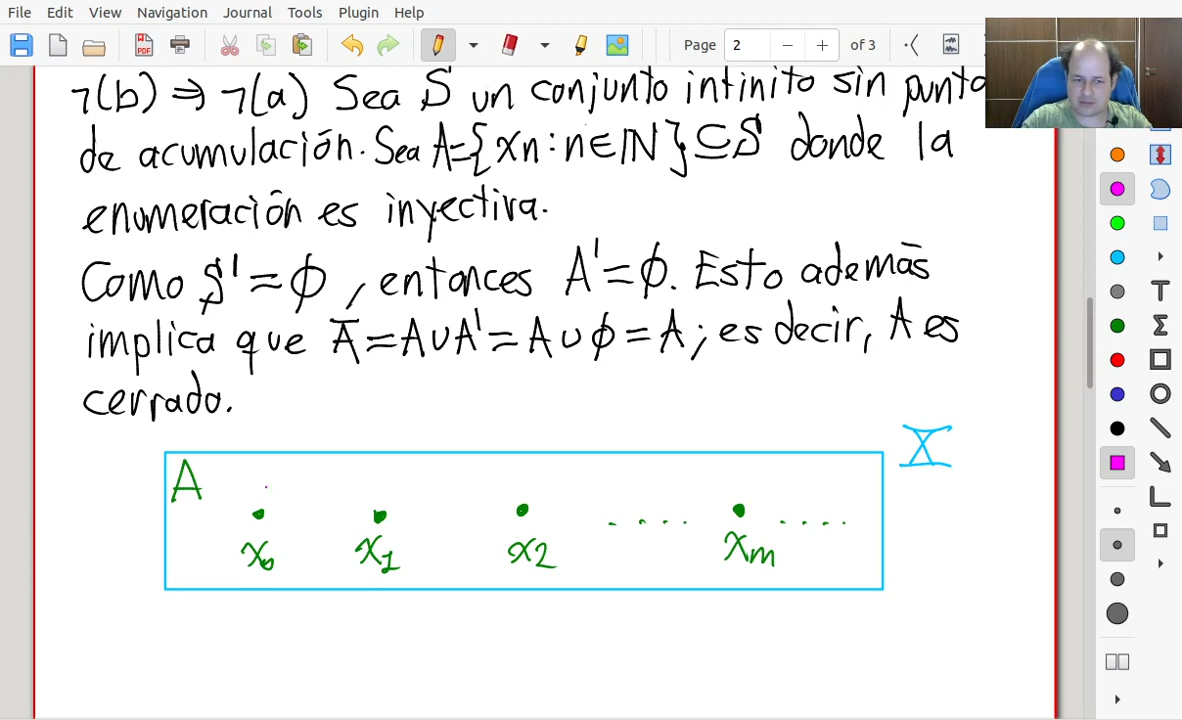 File Edit View Navigation Journal Tools Plugin Help
Page 2 of 3
¬(b) ⇒ ¬(a) Sea S un conjunto infinito sin punto
de acumulación. Sea A={xn : n∈ℕ}⊆S donde la
enumeración es inyectiva.
Como S'=∅, entonces A'=∅. Esto además
implica que Ā=A∪A'=A∪∅=A; es decir, A es
cerrado.
X
A
x₀ x₁ x₂ ..... xₘ ....